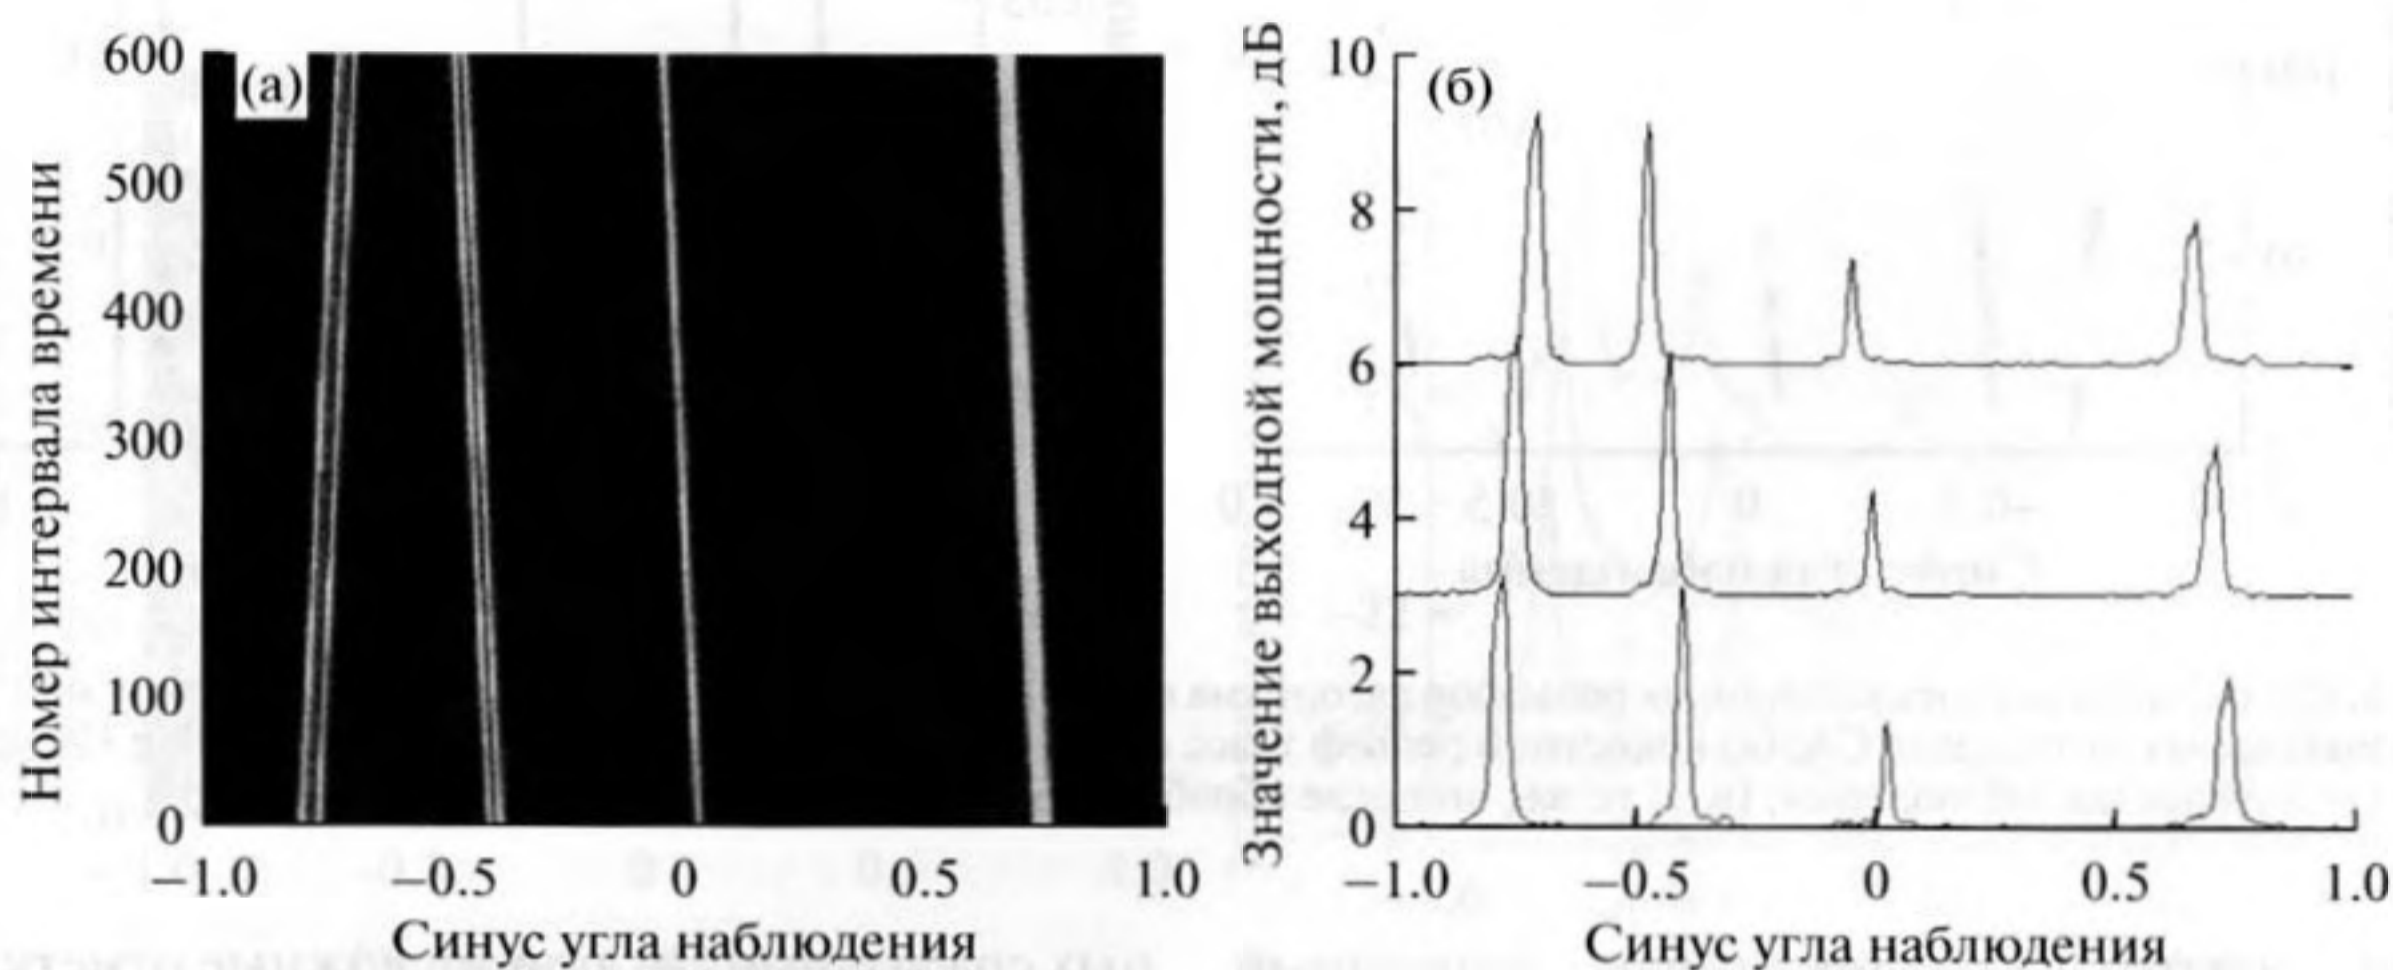 Номер интервала времени
600
500
400
300
200
100
0
(а)
−1.0 −0.5 0 0.5 1.0
Синус угла наблюдения
Значение выходной мощности, дБ
10
8
6
4
2
0
(б)
−1.0 −0.5 0 0.5 1.0
Синус угла наблюдения